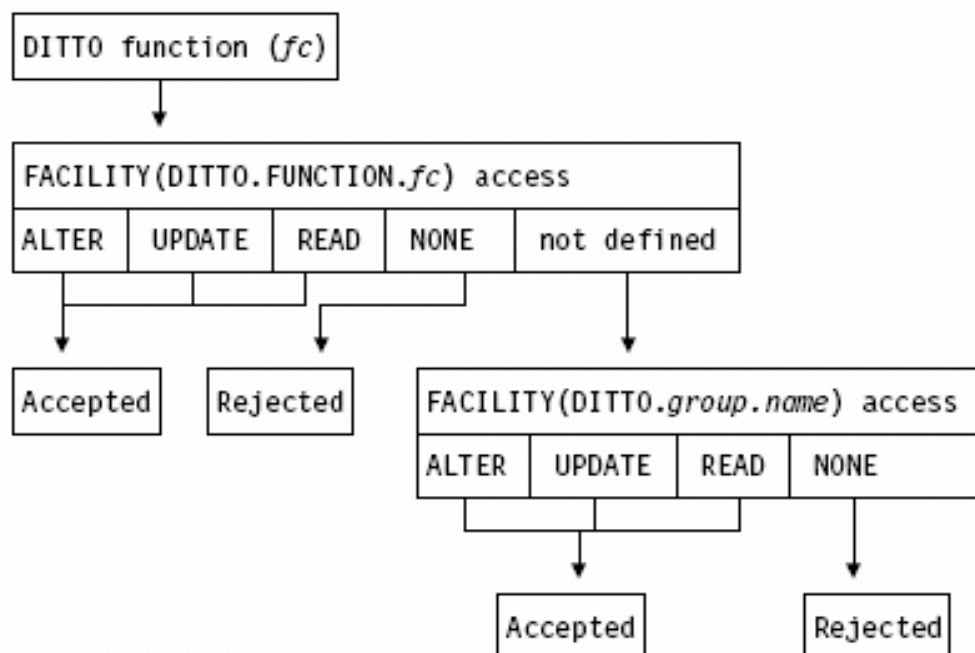 DITTO function (fc)
FACILITY(DITTO.FUNCTION.fc) access
ALTER UPDATE READ NONE not defined
Accepted Rejected FACILITY(DITTO.group.name) access
ALTER UPDATE READ NONE
Accepted Rejected